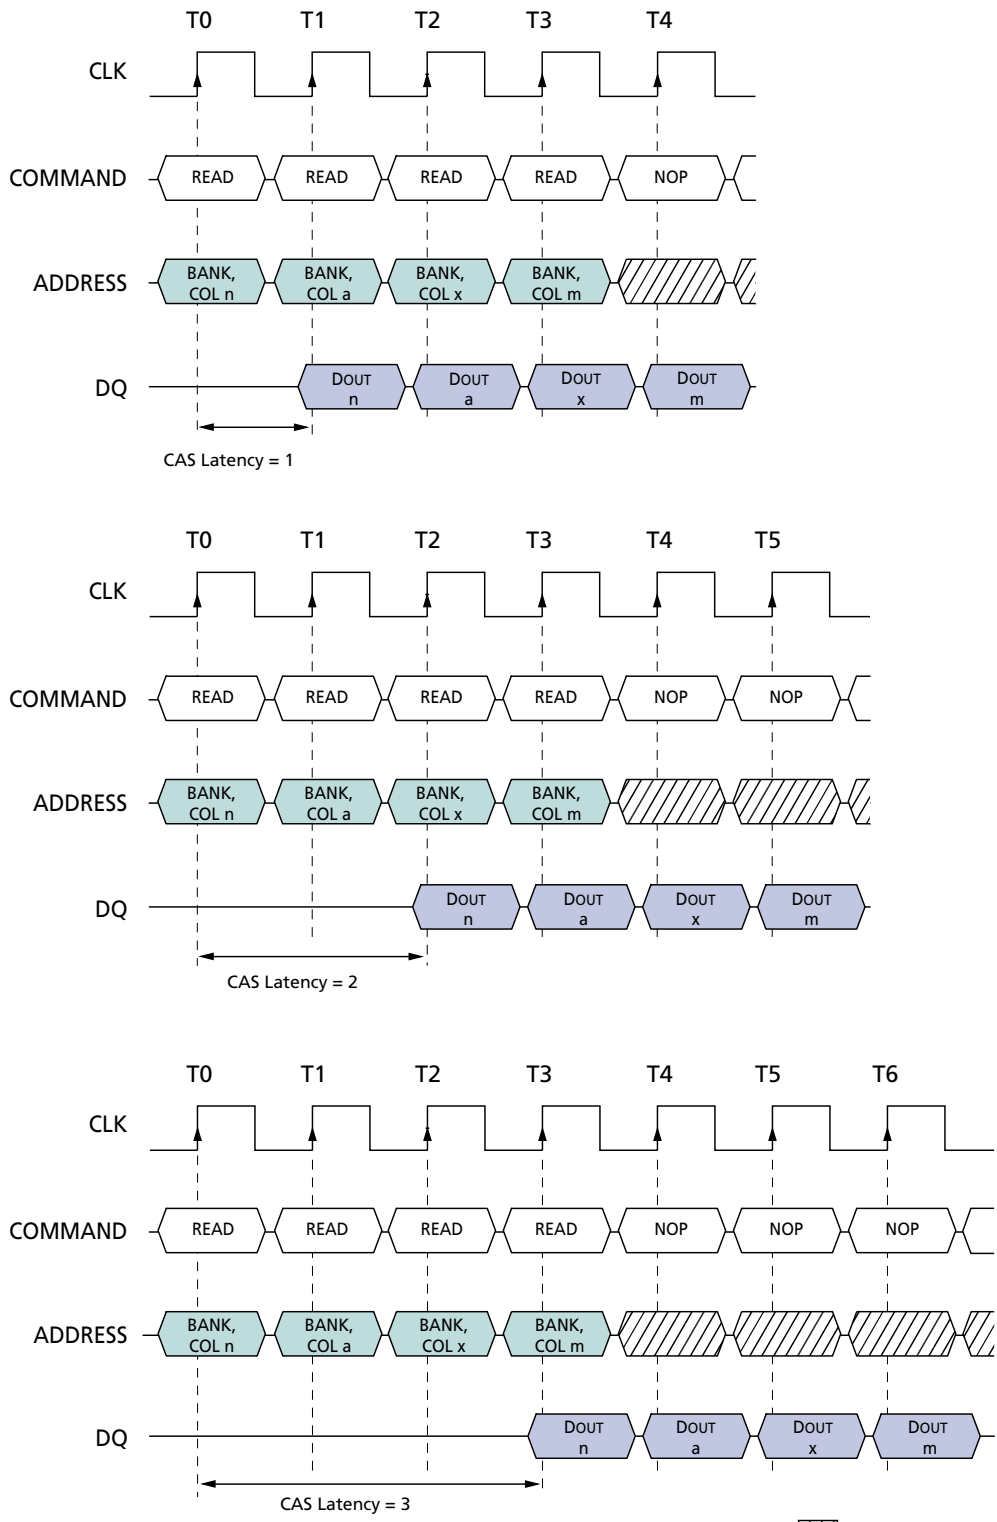 T0 T1 T2 T3 T4
CLK
COMMAND READ READ READ READ NOP
ADDRESS BANK, COL n BANK, COL a BANK, COL x BANK, COL m
DQ DOUT n DOUT a DOUT x DOUT m
CAS Latency = 1
T0 T1 T2 T3 T4 T5
CLK
COMMAND READ READ READ READ NOP NOP
ADDRESS BANK, COL n BANK, COL a BANK, COL x BANK, COL m
DQ DOUT n DOUT a DOUT x DOUT m
CAS Latency = 2
T0 T1 T2 T3 T4 T5 T6
CLK
COMMAND READ READ READ READ NOP NOP NOP
ADDRESS BANK, COL n BANK, COL a BANK, COL x BANK, COL m
DQ DOUT n DOUT a DOUT x DOUT m
CAS Latency = 3